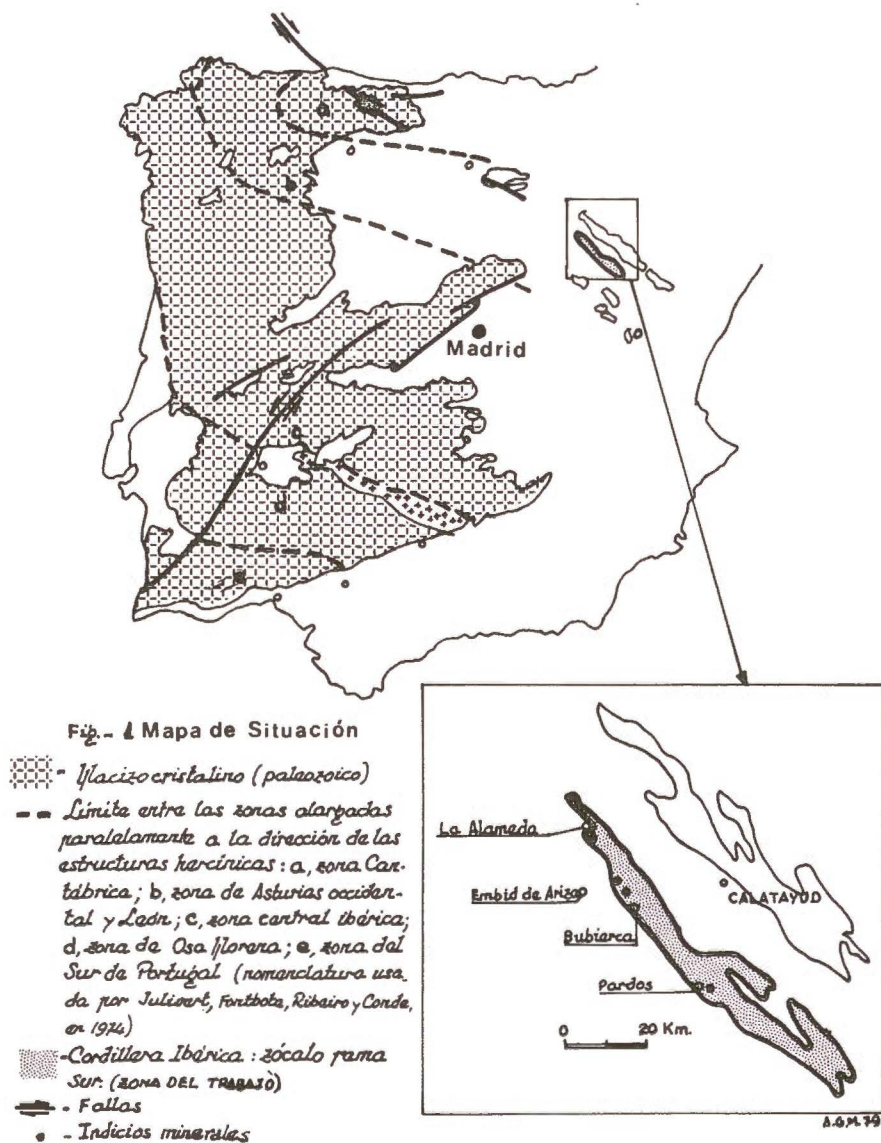 a
b
Madrid
c
d
e
Fig.- 1 Mapa de Situación
- Macizo cristalino (paleozoico)
- Límite entre las zonas alargadas
paralelamente a la dirección de las
estructuras hercínicas: a, zona Can-
tábrica; b, zona de Asturias occiden-
tal y León; c, zona central ibérica;
d, zona de Osa Morena; e, zona del
Sur de Portugal (nomenclatura usa-
da por Julivert, Fontbote, Ribeiro y Conde,
en 1974)
-Cordillera Ibérica: zócalo rama
Sur. (ZONA DEL TRABAJO)
- Fallas
- Indicios minerales
La Alameda
Embid de Ariza
Bubierca
CALATAYUD
Pardos
0 20 Km.
A.G.M. 79